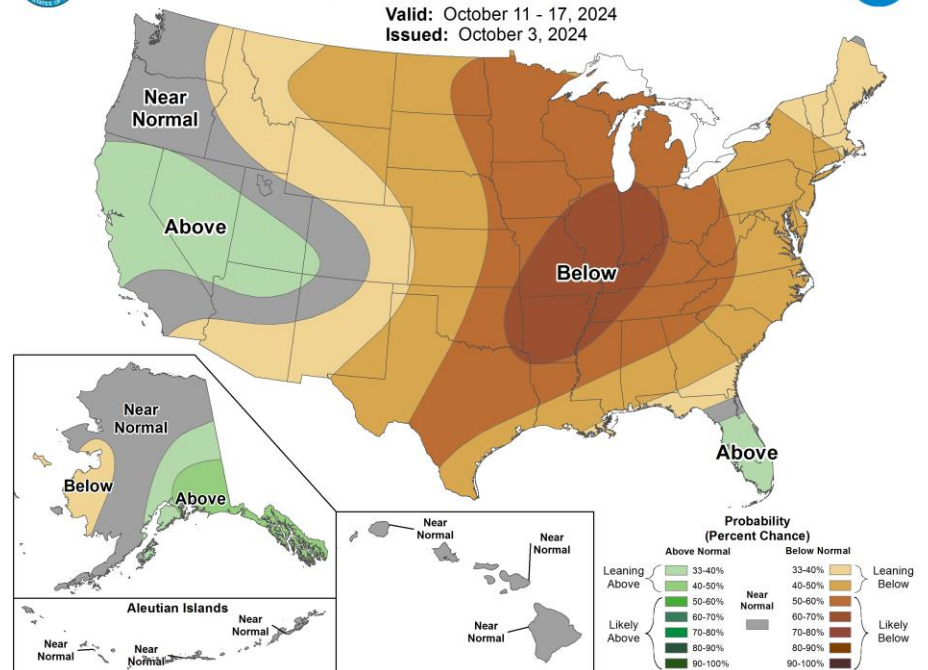 Valid: October 11 - 17, 2024
Issued: October 3, 2024
Near
Normal
Above
Below
Above
Near
Normal
Below
Above
Aleutian Islands
Near
Normal
Near
Normal
Near
Normal
Near
Normal
Near
Normal
Near
Normal
Probability
(Percent Chance)
Above Normal
Below Normal
Leaning
Above
33-40%
40-50%
Likely
Above
50-60%
60-70%
70-80%
80-90%
90-100%
Near
Normal
33-40%
40-50%
Leaning
Below
50-60%
60-70%
70-80%
80-90%
90-100%
Likely
Below